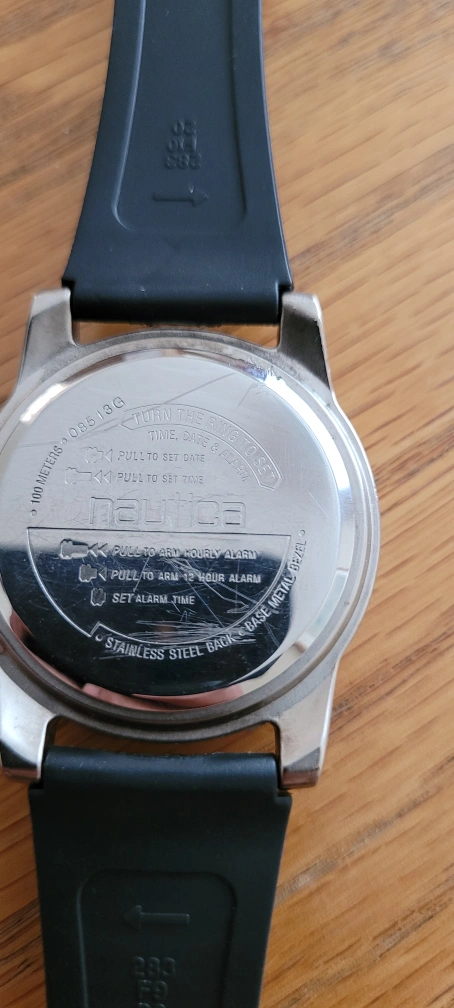 283
100 METERS • 08513G
TURN THE RING TO SET
TIME, DATE & ALARM
PULL TO SET DATE
PULL TO SET TIME
nautica
PULL TO ARM HOURLY ALARM
PULL TO ARM 12 HOUR ALARM
SET ALARM TIME
STAINLESS STEEL BACK • BASE METAL BEZEL •
283
F9